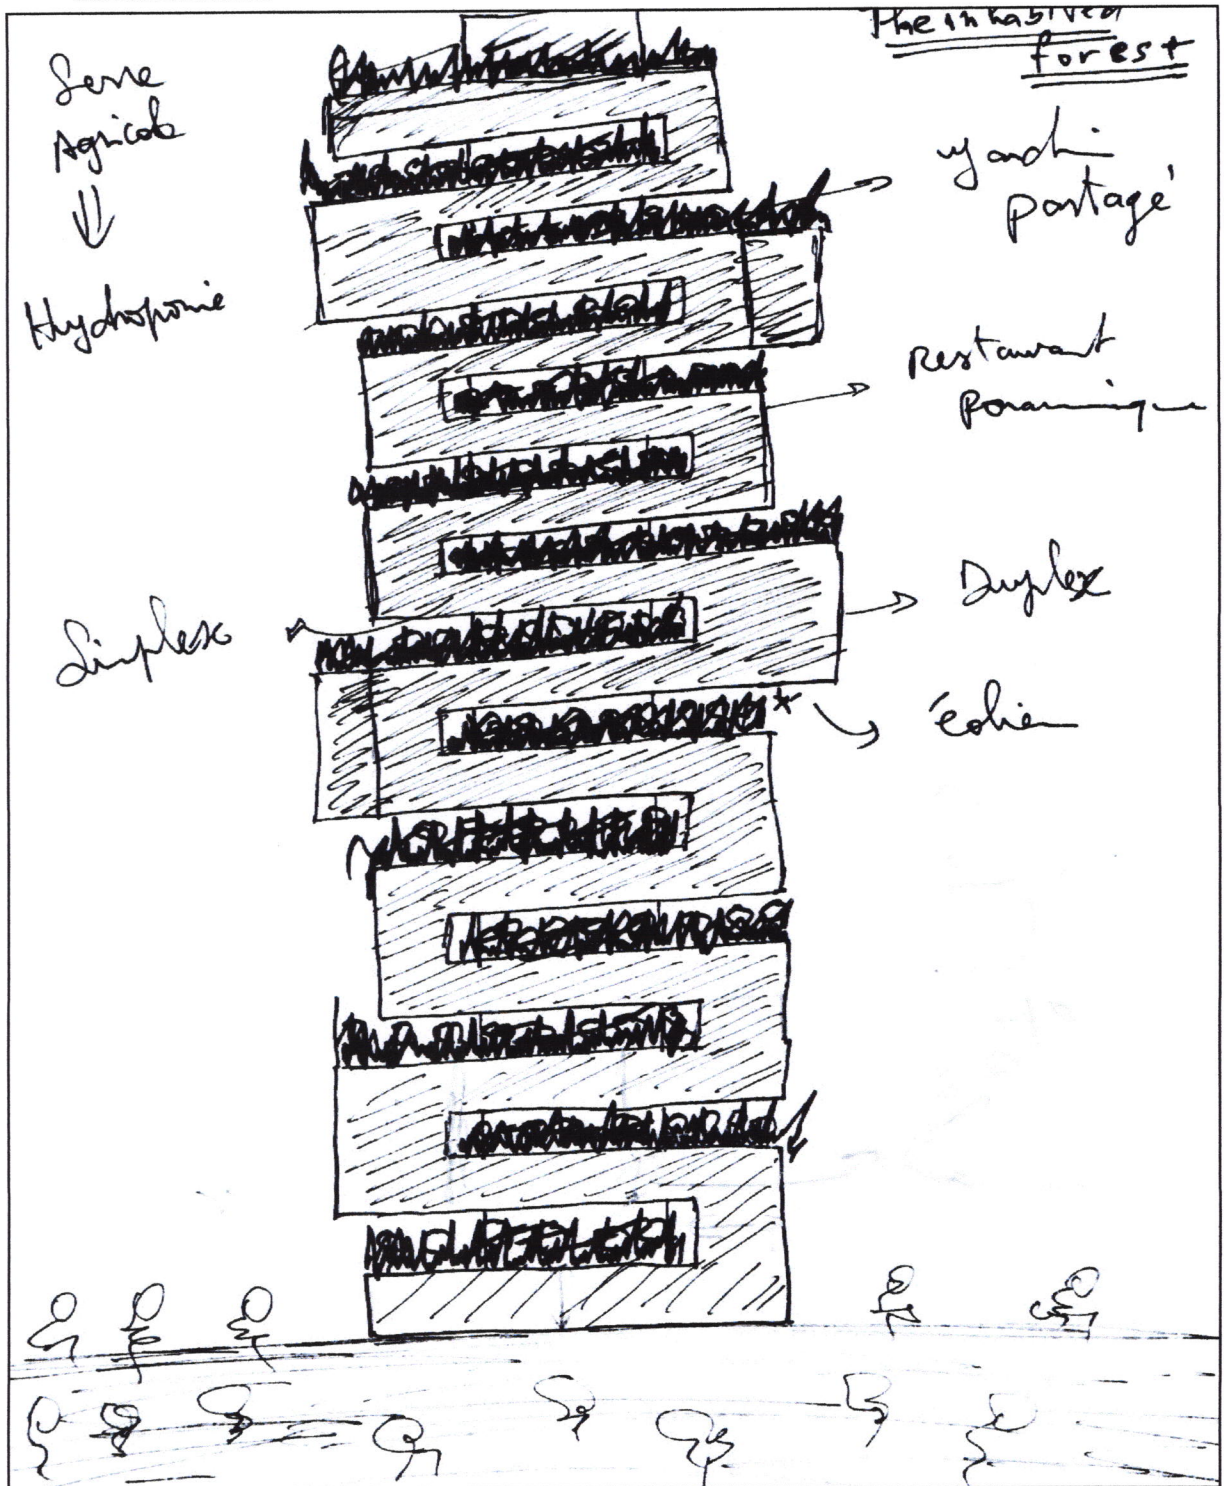 The inhabited
forest
Serre
Agricole
Hydroponie
Jardin
partagé
Restaurant
panoramique
Duplex
Simplex
éolien